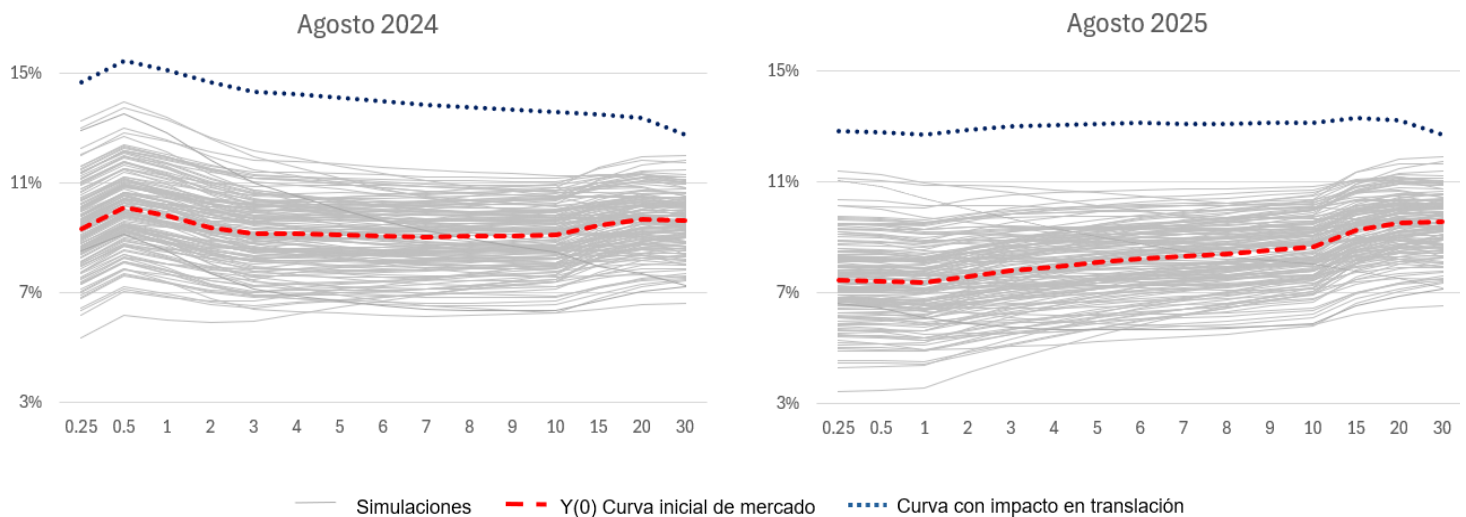 Agosto 2024
15%
11%
7%
3%
0.25 0.5 1 2 3 4 5 6 7 8 9 10 15 20 30
Agosto 2025
15%
11%
7%
3%
0.25 0.5 1 2 3 4 5 6 7 8 9 10 15 20 30
Simulaciones Y(0) Curva inicial de mercado Curva con impacto en translación